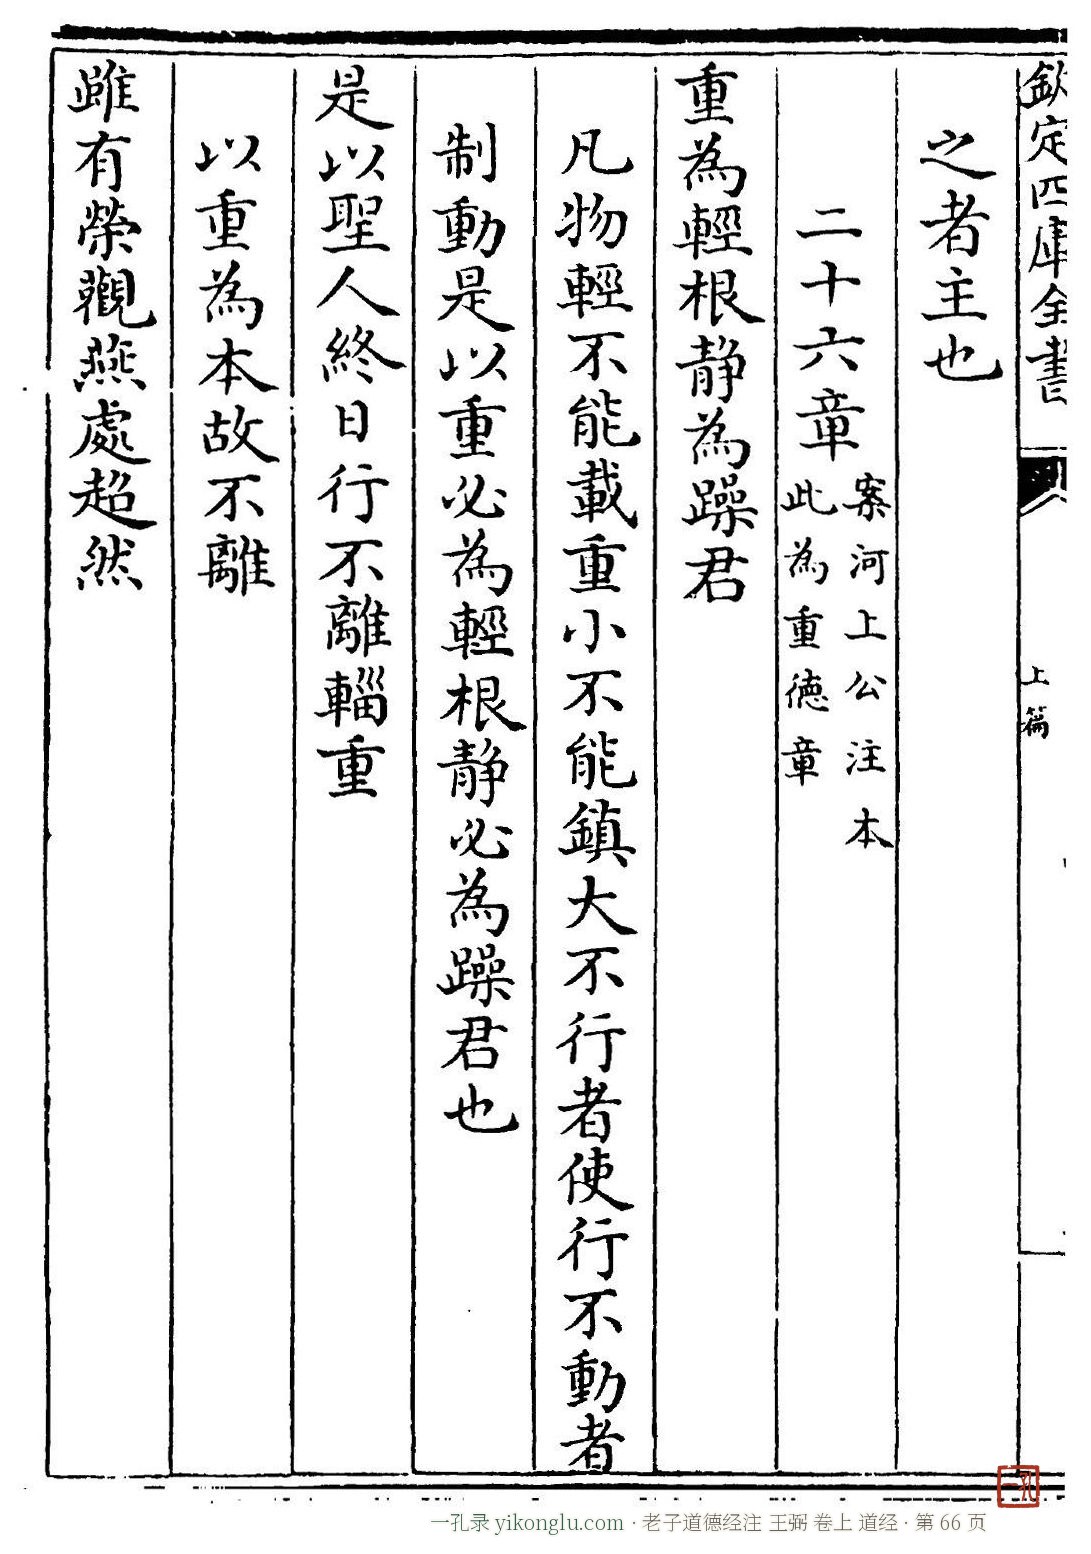 欽定四庫全書
上篇
之者主也
二十六章
案河上公注本
此為重德章
重為輕根静為躁君
凡物輕不能載重小不能鎮大不行者使行不動者
制動是以重必為輕根静必為躁君也
是以聖人終日行不離輜重
以重為本故不離
雖有榮觀燕處超然
一孔录 yikonglu.com · 老子道德经注 王弼 卷上 道经 · 第 66 页